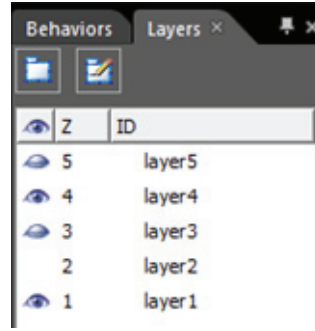 Behaviors Layers ×
Z ID
5 layer5
4 layer4
3 layer3
2 layer2
1 layer1